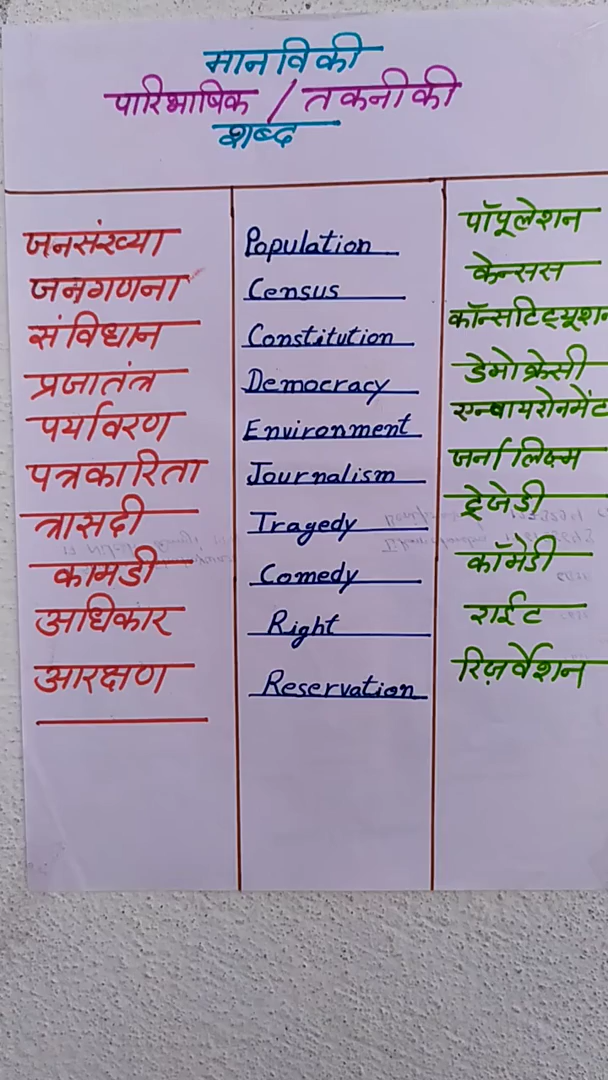 मानविकी
पारिभाषिक / तकनीकी
शब्द
जनसंख्या Population पॉपूलेशन
जनगणना Census केन्सस
संविधान Constitution कॉन्सटिट्यूशन
प्रजातंत्र Democracy डेमोक्रेसी
पर्यावरण Environment एन्वायरोनमेंट
पत्रकारिता Journalism जर्नालिज़्म
त्रासदी Tragedy ट्रेजेडी
कामडी Comedy कॉमेडी
अधिकार Right राईट
आरक्षण Reservation रिज़र्वेशन